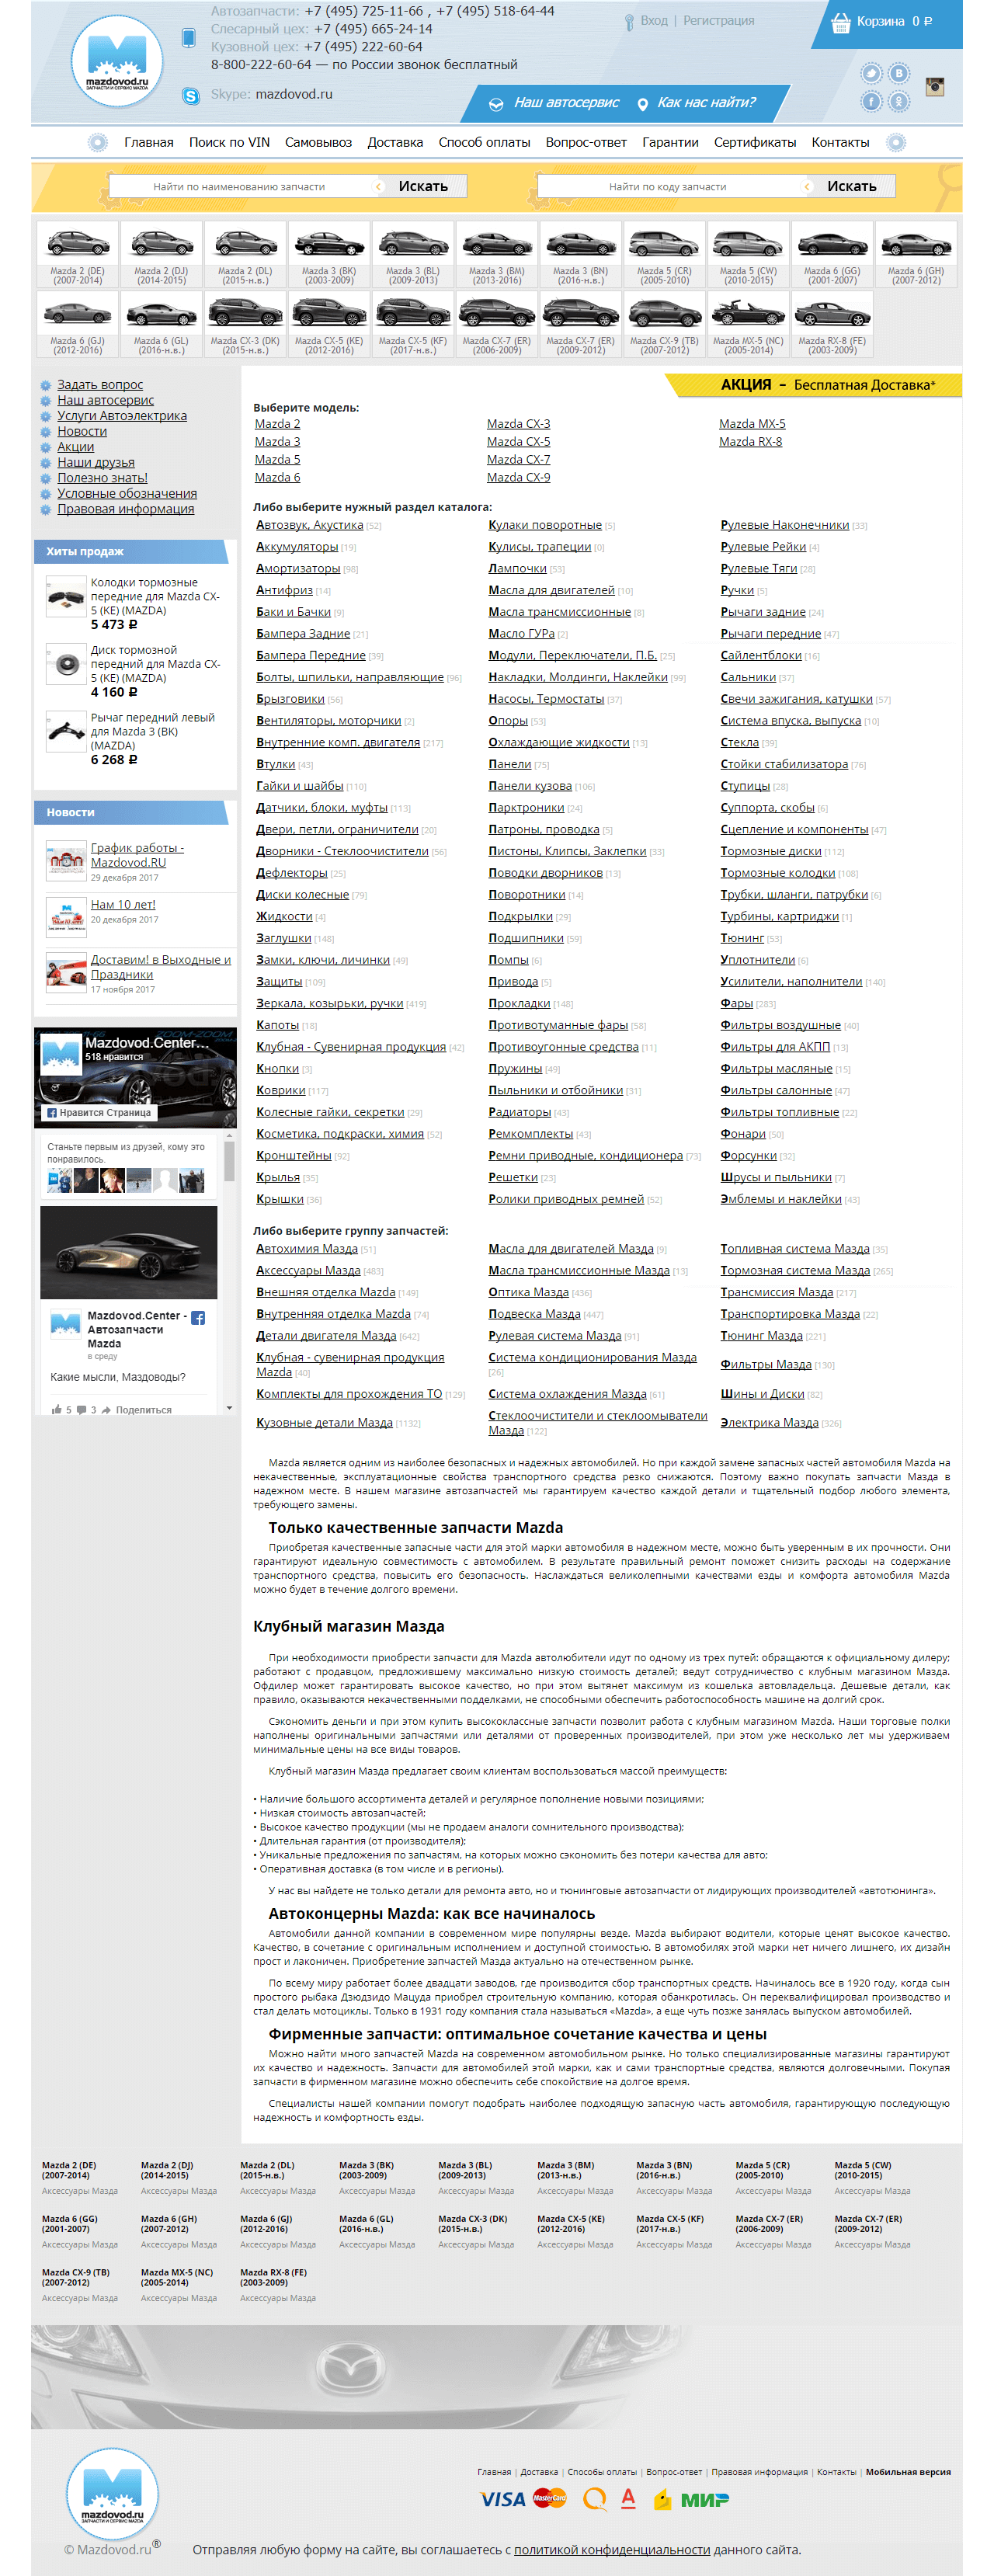 Автозапчасти: +7 (495) 725-11-66 , +7 (495) 518-64-44
Слесарный цех: +7 (495) 665-24-14
Кузовной цех: +7 (495) 222-60-64
8-800-222-60-64 — по России звонок бесплатный
Skype: mazdovod.ru
mazdovod.ru
ЗАПЧАСТИ И СЕРВИС MAZDA
Вход | Регистрация
Корзина 0 ₽
Наш автосервис Как нас найти?
Главная Поиск по VIN Самовывоз Доставка Способ оплаты Вопрос-ответ Гарантии Сертификаты Контакты
Найти по наименованию запчасти Искать Найти по коду запчасти Искать
Mazda 2 (DE) (2007-2014)
Mazda 2 (DJ) (2014-2015)
Mazda 2 (DL) (2015-н.в.)
Mazda 3 (BK) (2003-2009)
Mazda 3 (BL) (2009-2013)
Mazda 3 (BM) (2013-2016)
Mazda 3 (BN) (2016-н.в.)
Mazda 5 (CR) (2005-2010)
Mazda 5 (CW) (2010-2015)
Mazda 6 (GG) (2001-2007)
Mazda 6 (GH) (2007-2012)
Mazda 6 (GJ) (2012-2016)
Mazda 6 (GL) (2016-н.в.)
Mazda CX-3 (DK) (2015-н.в.)
Mazda CX-5 (KE) (2012-2016)
Mazda CX-5 (KF) (2017-н.в.)
Mazda CX-7 (ER) (2006-2009)
Mazda CX-7 (ER) (2009-2012)
Mazda CX-9 (TB) (2007-2012)
Mazda MX-5 (NC) (2005-2014)
Mazda RX-8 (FE) (2003-2009)
Задать вопрос
Наш автосервис
Услуги Автоэлектрика
Новости
Акции
Наши друзья
Полезно знать!
Условные обозначения
Правовая информация
Хиты продаж
Колодки тормозные
передние для Mazda CX-
5 (KE) (MAZDA)
5 473 ₽
Диск тормозной
передний для Mazda CX-
5 (KE) (MAZDA)
4 160 ₽
Рычаг передний левый
для Mazda 3 (BK)
(MAZDA)
6 268 ₽
Новости
График работы -
Mazdovod.RU
29 декабря 2017
Нам 10 лет!
20 декабря 2017
Доставим! в Выходные и
Праздники
17 ноября 2017
Mazdovod.Center...
518 нравится
Нравится Страница
Станьте первым из друзей, кому это
понравилось.
Mazdovod.Center -
Автозапчасти
Mazda
в среду
Какие мысли, Маздоводы?
5 3 Поделиться
АКЦИЯ – Бесплатная Доставка*
Выберите модель:
Mazda 2 Mazda CX-3 Mazda MX-5
Mazda 3 Mazda CX-5 Mazda RX-8
Mazda 5 Mazda CX-7
Mazda 6 Mazda CX-9
Либо выберите нужный раздел каталога:
Автозвук, Акустика [52] Кулаки поворотные [5] Рулевые Наконечники [33]
Аккумуляторы [19] Кулисы, трапеции [0] Рулевые Рейки [4]
Амортизаторы [98] Лампочки [53] Рулевые Тяги [28]
Антифриз [14] Масла для двигателей [10] Ручки [5]
Баки и Бачки [9] Масла трансмиссионные [8] Рычаги задние [24]
Бампера Задние [21] Масло ГУРа [2] Рычаги передние [47]
Бампера Передние [39] Модули, Переключатели, П.Б. [25] Сайлентблоки [16]
Болты, шпильки, направляющие [96] Накладки, Молдинги, Наклейки [99] Сальники [37]
Брызговики [56] Насосы, Термостаты [37] Свечи зажигания, катушки [57]
Вентиляторы, моторчики [2] Опоры [53] Система впуска, выпуска [10]
Внутренние комп. двигателя [217] Охлаждающие жидкости [13] Стекла [39]
Втулки [43] Панели [75] Стойки стабилизатора [76]
Гайки и шайбы [110] Панели кузова [106] Ступицы [28]
Датчики, блоки, муфты [113] Парктроники [24] Суппорта, скобы [6]
Двери, петли, ограничители [20] Патроны, проводка [5] Сцепление и компоненты [47]
Дворники - Стеклоочистители [56] Пистоны, Клипсы, Заклепки [33] Тормозные диски [112]
Дефлекторы [25] Поводки дворников [13] Тормозные колодки [108]
Диски колесные [79] Поворотники [14] Трубки, шланги, патрубки [6]
Жидкости [4] Подкрылки [29] Турбины, картриджи [1]
Заглушки [148] Подшипники [59] Тюнинг [53]
Замки, ключи, личинки [49] Помпы [6] Уплотнители [6]
Защиты [109] Привода [5] Усилители, наполнители [140]
Зеркала, козырьки, ручки [419] Прокладки [148] Фары [283]
Капоты [18] Противотуманные фары [58] Фильтры воздушные [40]
Клубная - Сувенирная продукция [42] Противоугонные средства [11] Фильтры для АКПП [13]
Кнопки [3] Пружины [49] Фильтры масляные [15]
Коврики [117] Пыльники и отбойники [31] Фильтры салонные [47]
Колесные гайки, секретки [29] Радиаторы [43] Фильтры топливные [22]
Косметика, подкраски, химия [52] Ремкомплекты [43] Фонари [50]
Кронштейны [92] Ремни приводные, кондиционера [73] Форсунки [32]
Крылья [35] Решетки [23] Шрусы и пыльники [7]
Крышки [36] Ролики приводных ремней [52] Эмблемы и наклейки [43]
Либо выберите группу запчастей:
Автохимия Мазда [51] Масла для двигателей Мазда [9] Топливная система Мазда [35]
Аксессуары Мазда [483] Масла трансмиссионные Мазда [13] Тормозная система Мазда [265]
Внешняя отделка Mazda [149] Оптика Мазда [436] Трансмиссия Мазда [217]
Внутренняя отделка Mazda [74] Подвеска Мазда [447] Транспортировка Мазда [22]
Детали двигателя Мазда [642] Рулевая система Мазда [91] Тюнинг Мазда [221]
Клубная - сувенирная продукция Mazda [40] Система кондиционирования Мазда [26] Фильтры Мазда [130]
Комплекты для прохождения ТО [129] Система охлаждения Мазда [61] Шины и Диски [82]
Кузовные детали Мазда [1132] Стеклоочистители и стеклоомыватели Мазда [122] Электрика Мазда [326]
Mazda является одним из наиболее безопасных и надежных автомобилей. Но при каждой замене запасных частей автомобиля Mazda на
некачественные, эксплуатационные свойства транспортного средства резко снижаются. Поэтому важно покупать запчасти Мазда в
надежном месте. В нашем магазине автозапчастей мы гарантируем качество каждой детали и тщательный подбор любого элемента,
требующего замены.
Только качественные запчасти Mazda
Приобретая качественные запасные части для этой марки автомобиля в надежном месте, можно быть уверенным в их прочности. Они
гарантируют идеальную совместимость с автомобилем. В результате правильный ремонт поможет снизить расходы на содержание
транспортного средства, повысить его безопасность. Наслаждаться великолепными качествами езды и комфорта автомобиля Mazda
можно будет в течение долгого времени.
Клубный магазин Мазда
При необходимости приобрести запчасти для Mazda автолюбители идут по одному из трех путей: обращаются к официальному дилеру;
работают с продавцом, предложившему максимально низкую стоимость деталей; ведут сотрудничество с клубным магазином Мазда.
Офдилер может гарантировать высокое качество, но при этом вытянет максимум из кошелька автовладельца. Дешевые детали, как
правило, оказываются некачественными подделками, не способными обеспечить работоспособность машине на долгий срок.
Сэкономить деньги и при этом купить высококлассные запчасти позволит работа с клубным магазином Mazda. Наши торговые полки
наполнены оригинальными запчастями или деталями от проверенных производителей, при этом уже несколько лет мы удерживаем
минимальные цены на все виды товаров.
Клубный магазин Мазда предлагает своим клиентам воспользоваться массой преимуществ:
• Наличие большого ассортимента деталей и регулярное пополнение новыми позициями;
• Низкая стоимость автозапчастей;
• Высокое качество продукции (мы не продаем аналоги сомнительного производства);
• Длительная гарантия (от производителя);
• Уникальные предложения по запчастям, на которых можно сэкономить без потери качества для авто;
• Оперативная доставка (в том числе и в регионы).
У нас вы найдете не только детали для ремонта авто, но и тюнинговые автозапчасти от лидирующих производителей «автотюнинга».
Автоконцерны Mazda: как все начиналось
Автомобили данной компании в современном мире популярны везде. Mazda выбирают водители, которые ценят высокое качество.
Качество, в сочетание с оригинальным исполнением и доступной стоимостью. В автомобилях этой марки нет ничего лишнего, их дизайн
прост и лаконичен. Приобретение запчастей Мазда актуально на отечественном рынке.
По всему миру работает более двадцати заводов, где производится сбор транспортных средств. Начиналось все в 1920 году, когда сын
простого рыбака Дзюдзидо Мацуда приобрел строительную компанию, которая обанкротилась. Он переквалифицировал производство и
стал делать мотоциклы. Только в 1931 году компания стала называться «Mazda», а еще чуть позже занялась выпуском автомобилей.
Фирменные запчасти: оптимальное сочетание качества и цены
Можно найти много запчастей Mazda на современном автомобильном рынке. Но только специализированные магазины гарантируют
их качество и надежность. Запчасти для автомобилей этой марки, как и сами транспортные средства, являются долговечными. Покупая
запчасти в фирменном магазине можно обеспечить себе спокойствие на долгое время.
Специалисты нашей компании помогут подобрать наиболее подходящую запасную часть автомобиля, гарантирующую последующую
надежность и комфортность езды.
Mazda 2 (DE) Mazda 2 (DJ) Mazda 2 (DL) Mazda 3 (BK) Mazda 3 (BL) Mazda 3 (BM) Mazda 3 (BN) Mazda 5 (CR) Mazda 5 (CW)
(2007-2014) (2014-2015) (2015-н.в.) (2003-2009) (2009-2013) (2013-н.в.) (2016-н.в.) (2005-2010) (2010-2015)
Аксессуары Мазда Аксессуары Мазда Аксессуары Мазда Аксессуары Мазда Аксессуары Мазда Аксессуары Мазда Аксессуары Мазда Аксессуары Мазда Аксессуары Мазда
Mazda 6 (GG) Mazda 6 (GH) Mazda 6 (GJ) Mazda 6 (GL) Mazda CX-3 (DK) Mazda CX-5 (KE) Mazda CX-5 (KF) Mazda CX-7 (ER) Mazda CX-7 (ER)
(2001-2007) (2007-2012) (2012-2016) (2016-н.в.) (2015-н.в.) (2012-2016) (2017-н.в.) (2006-2009) (2009-2012)
Аксессуары Мазда Аксессуары Мазда Аксессуары Мазда Аксессуары Мазда Аксессуары Мазда Аксессуары Мазда Аксессуары Мазда Аксессуары Мазда Аксессуары Мазда
Mazda CX-9 (TB) Mazda MX-5 (NC) Mazda RX-8 (FE)
(2007-2012) (2005-2014) (2003-2009)
Аксессуары Мазда Аксессуары Мазда Аксессуары Мазда
mazdovod.ru
ЗАПЧАСТИ И СЕРВИС MAZDA
Главная | Доставка | Способы оплаты | Вопрос-ответ | Правовая информация | Контакты | Мобильная версия
VISA MasterCard МИР
© Mazdovod.ru®
Отправляя любую форму на сайте, вы соглашаетесь с политикой конфиденциальности данного сайта.